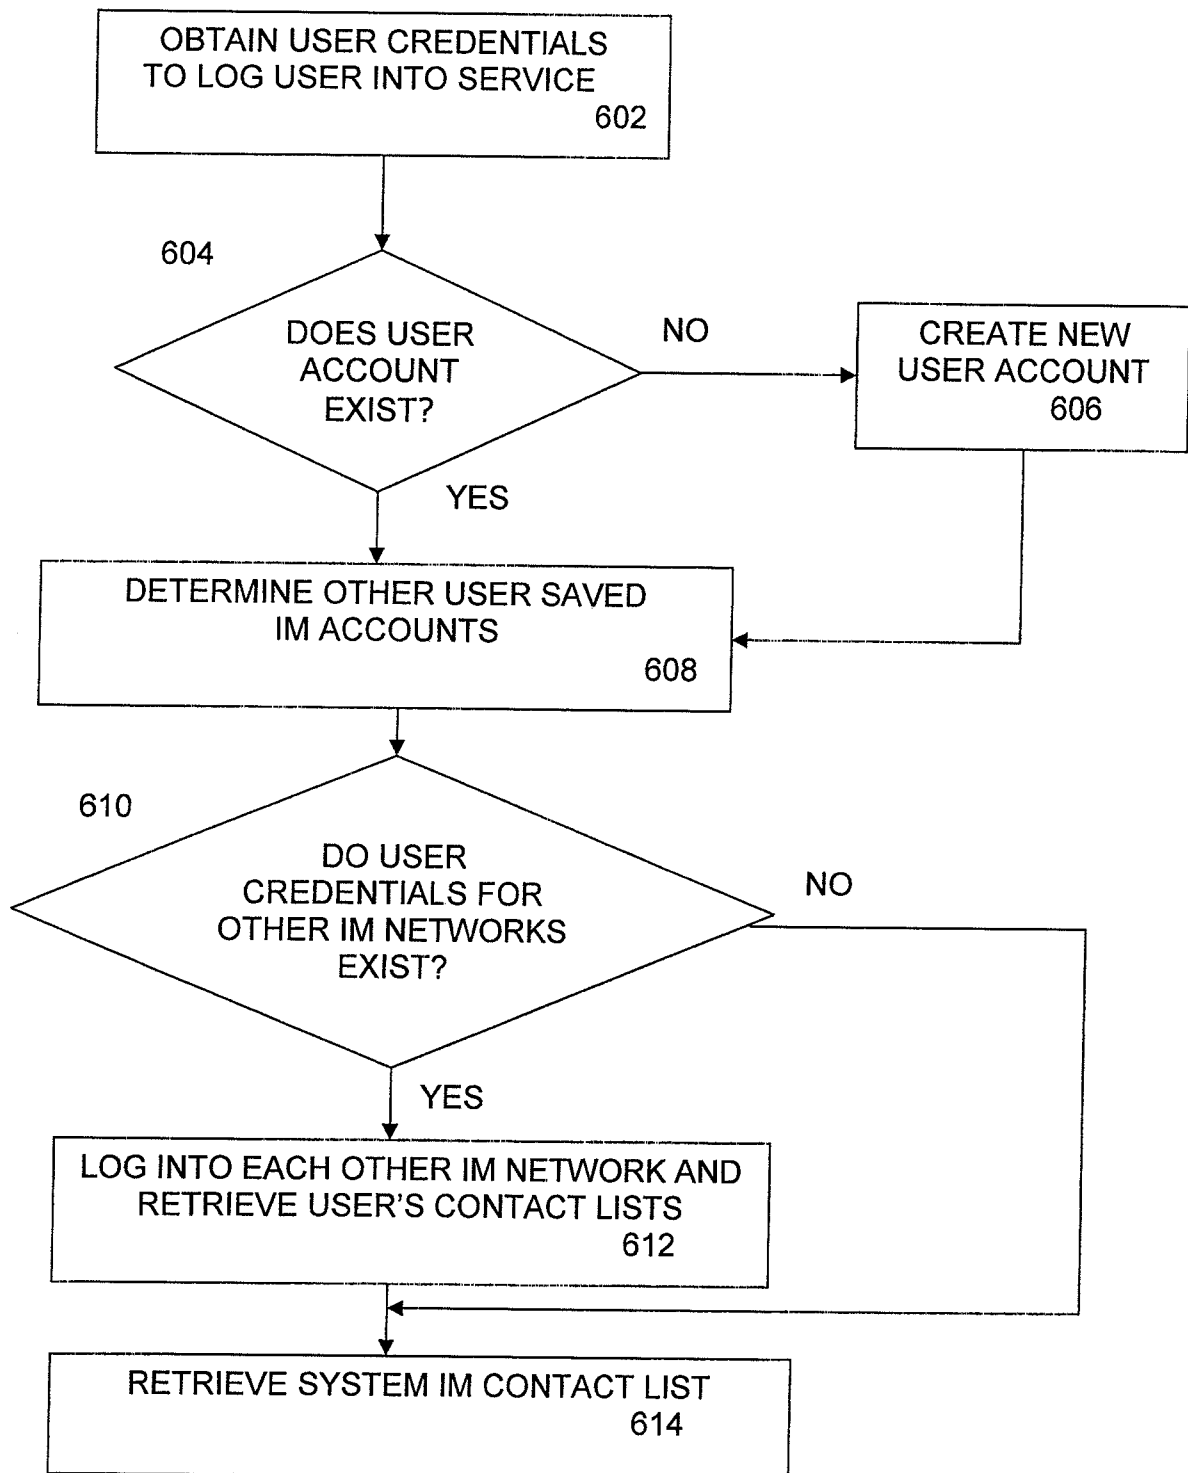 OBTAIN USER CREDENTIALS
TO LOG USER INTO SERVICE
602
604
DOES USER
ACCOUNT
EXIST?
NO
CREATE NEW
USER ACCOUNT
606
YES
DETERMINE OTHER USER SAVED
IM ACCOUNTS
608
610
DO USER
CREDENTIALS FOR
OTHER IM NETWORKS
EXIST?
NO
YES
LOG INTO EACH OTHER IM NETWORK AND
RETRIEVE USER'S CONTACT LISTS
612
RETRIEVE SYSTEM IM CONTACT LIST
614